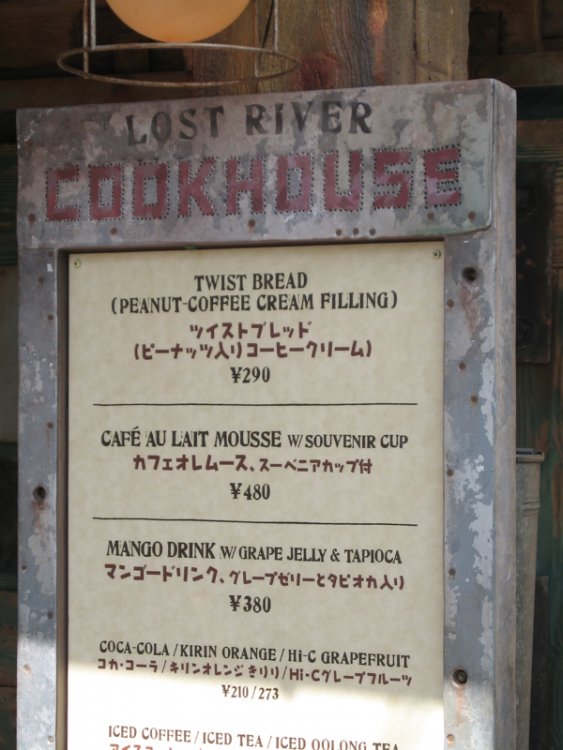 LOST RIVER
COOKHOUSE
TWIST BREAD
(PEANUT-COFFEE CREAM FILLING)
ツイストブレッド
(ピーナッツ入りコーヒークリーム)
¥290
CAFÉ AU LAIT MOUSSE W/ SOUVENIR CUP
カフェオレムース、スーベニアカップ付
¥480
MANGO DRINK W/ GRAPE JELLY & TAPIOCA
マンゴードリンク、グレープゼリーとタピオカ入り
¥380
COCA-COLA / KIRIN ORANGE / Hi-C GRAPEFRUIT
コカ・コーラ/キリンオレンジきりり/Hi-Cグレープフルーツ
¥210 / 273
ICED COFFEE / ICED TEA / ICED OOLONG TEA